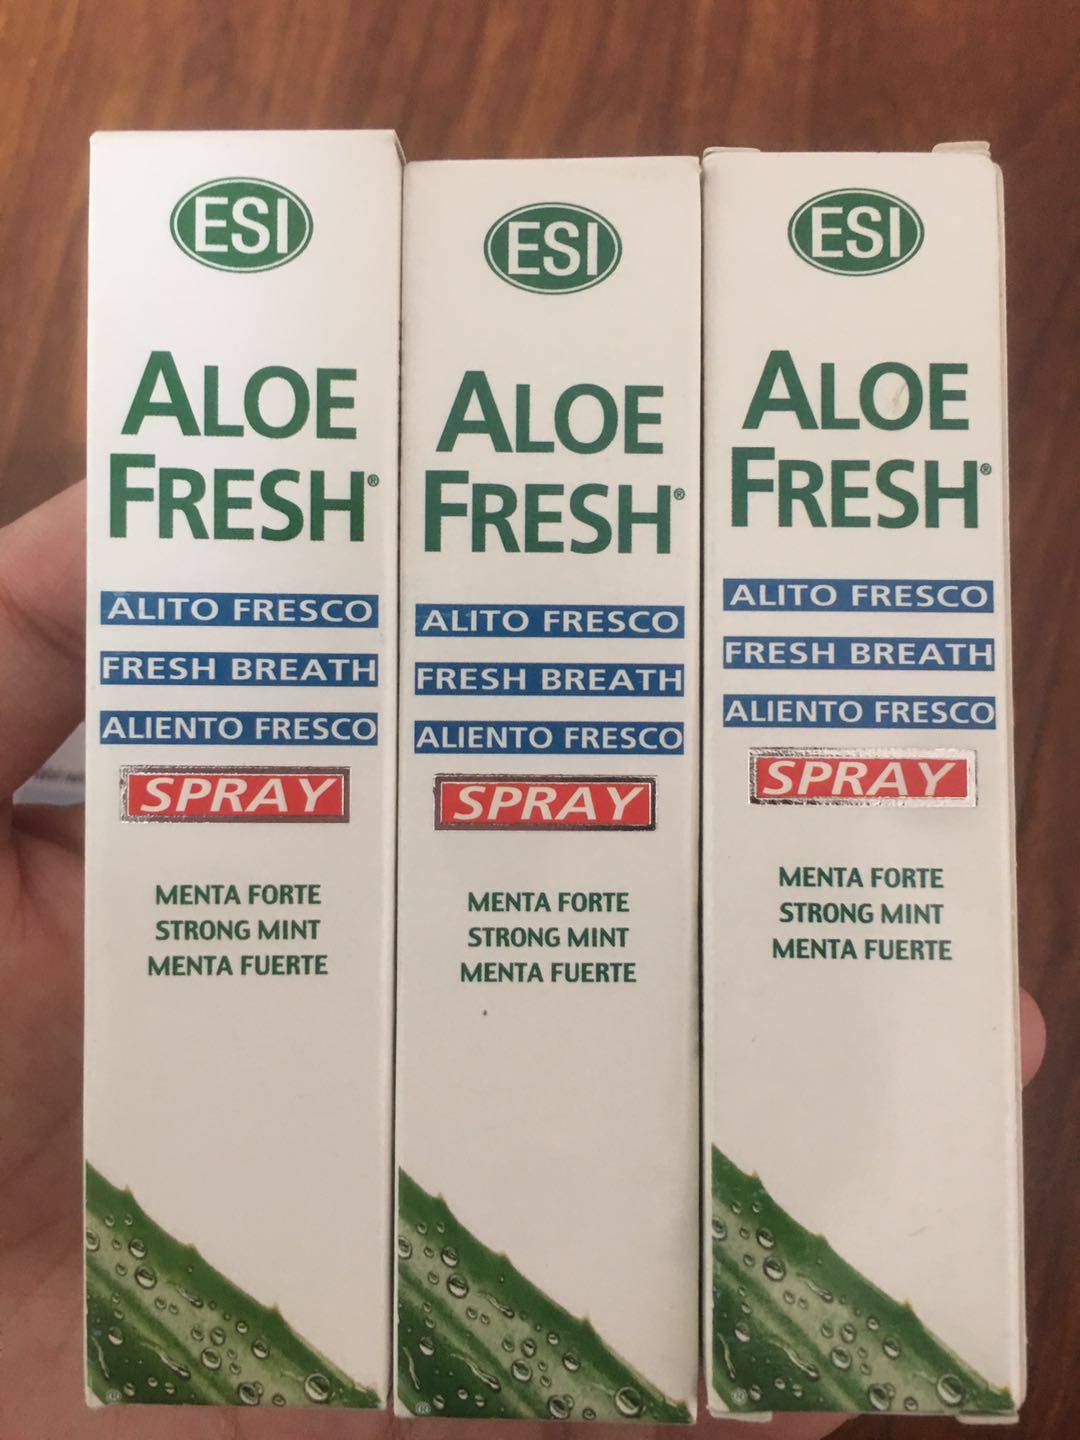 ESI
ALOE
FRESH®
ALITO FRESCO
FRESH BREATH
ALIENTO FRESCO
SPRAY
MENTA FORTE
STRONG MINT
MENTA FUERTE
ESI
ALOE
FRESH®
ALITO FRESCO
FRESH BREATH
ALIENTO FRESCO
SPRAY
MENTA FORTE
STRONG MINT
MENTA FUERTE
ESI
ALOE
FRESH®
ALITO FRESCO
FRESH BREATH
ALIENTO FRESCO
SPRAY
MENTA FORTE
STRONG MINT
MENTA FUERTE